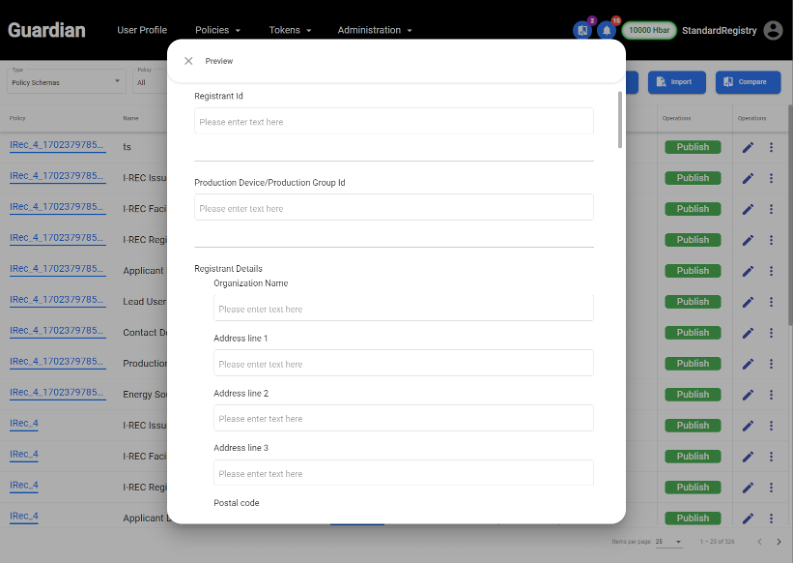 Guardian
User Profile
Policies
Tokens
Administration
3
10
10000 Hbar
StandardRegistry
Type
Policy Schemas
Policy
All
Import
Compare
Preview
Registrant Id
Please enter text here
Production Device/Production Group Id
Please enter text here
Registrant Details
Organization Name
Please enter text here
Address line 1
Please enter text here
Address line 2
Please enter text here
Address line 3
Please enter text here
Postal code
Policy Name Operations Operations
IRec_4_1702379785... ts Publish
IRec_4_1702379785... I-REC Issu Publish
IRec_4_1702379785... I-REC Faci Publish
IRec_4_1702379785... I-REC Regi Publish
IRec_4_1702379785... Applicant Publish
IRec_4_1702379785... Lead User Publish
IRec_4_1702379785... Contact De Publish
IRec_4_1702379785... Production Publish
IRec_4_1702379785... Energy Sou Publish
IRec_4 I-REC Issu Publish
IRec_4 I-REC Faci Publish
IRec_4 I-REC Regi Publish
IRec_4 Applicant Publish
Items per page: 25 1 – 25 of 326